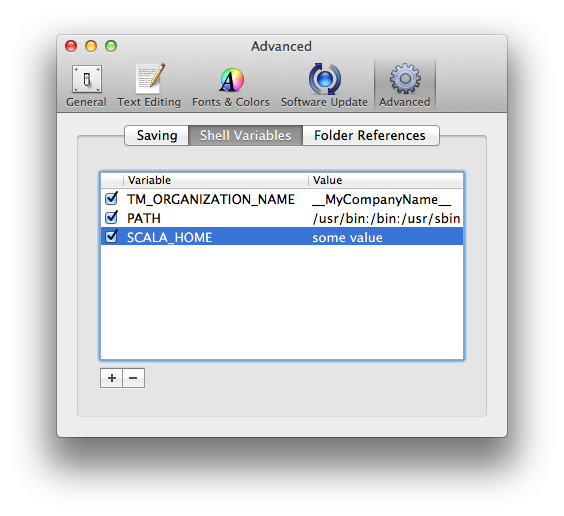 Advanced
General Text Editing Fonts & Colors Software Update Advanced
Saving Shell Variables Folder References
Variable Value
TM_ORGANIZATION_NAME __MyCompanyName__
PATH /usr/bin:/bin:/usr/sbin
SCALA_HOME some value
+ −